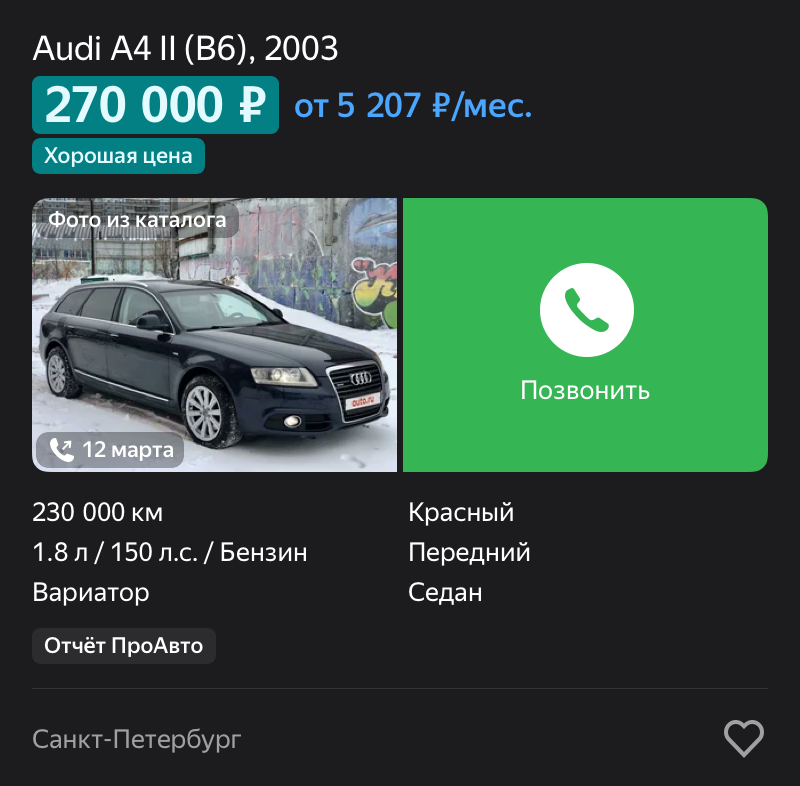 Audi A4 II (B6), 2003
270 000 ₽ от 5 207 ₽/мес.
Хорошая цена
Фото из каталога
auto.ru
12 марта
Позвонить
230 000 км
Красный
1.8 л / 150 л.с. / Бензин
Передний
Вариатор
Седан
Отчёт ПроАвто
Санкт-Петербург